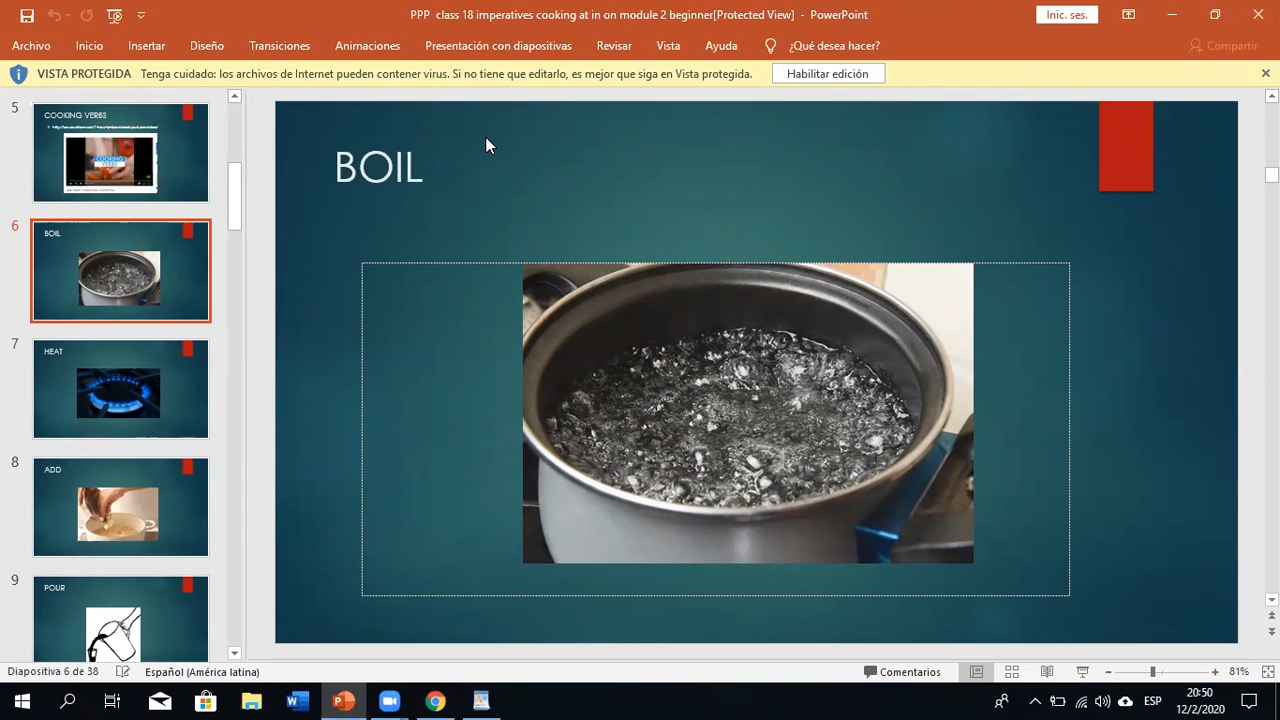 PPP class 18 imperatives cooking at in on module 2 beginner[Protected View] - PowerPoint
Inic. ses.
Archivo Inicio Insertar Diseño Transiciones Animaciones Presentación con diapositivas Revisar Vista Ayuda ¿Qué desea hacer? Compartir
VISTA PROTEGIDA Tenga cuidado: los archivos de Internet pueden contener virus. Si no tiene que editarlo, es mejor que siga en Vista protegida. Habilitar edición
5
COOKING VERBS
COOKING
VERBS
6
BOIL
7
HEAT
8
ADD
9
POUR
BOIL
Diapositiva 6 de 38 Español (América latina) Comentarios 81%
ESP
20:50
12/2/2020